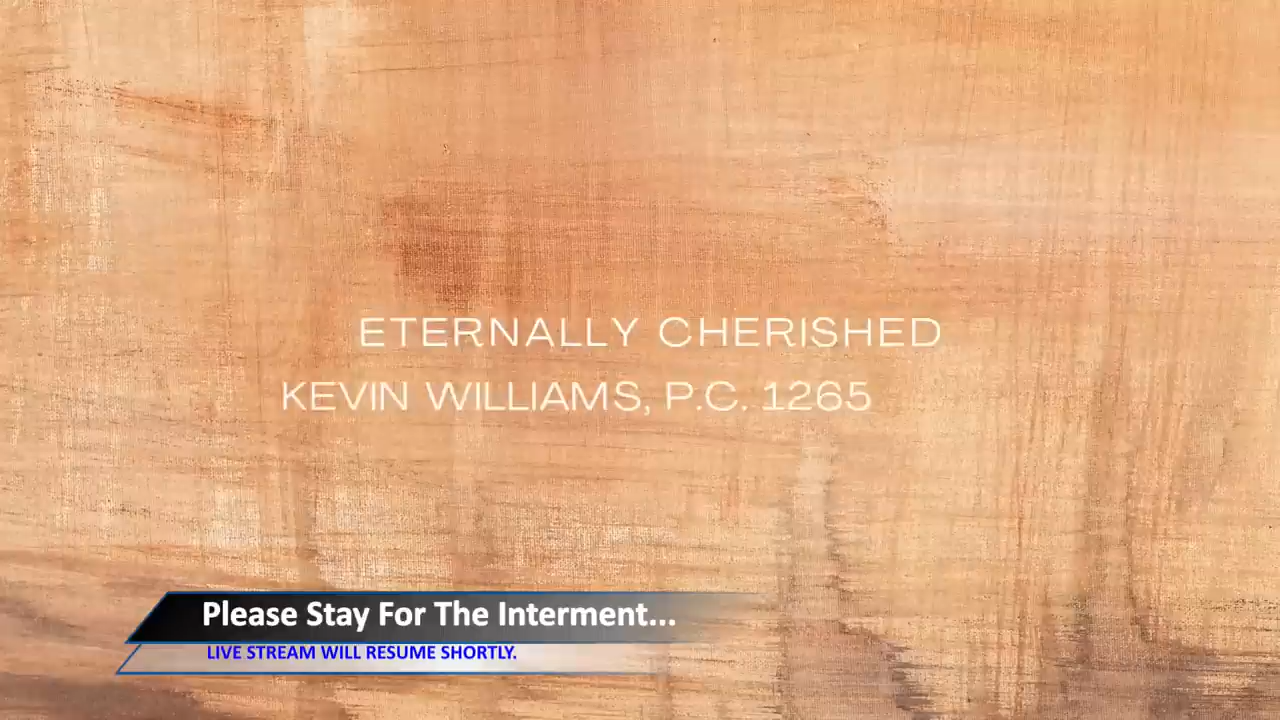 ETERNALLY CHERISHED
KEVIN WILLIAMS, P.C. 1265
Please Stay For The Interment...
LIVE STREAM WILL RESUME SHORTLY.